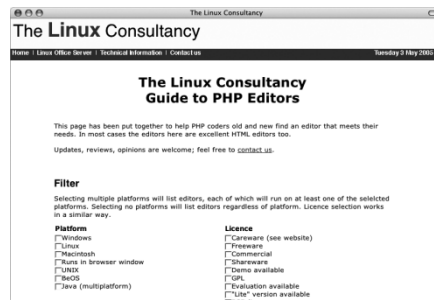 The Linux Consultancy
The Linux Consultancy
Home | Linux Office Server | Technical Information | Contact us Tuesday 3 May 2005
The Linux Consultancy
Guide to PHP Editors
This page has been put together to help PHP coders old and new find an editor that meets their
needs. In most cases the editors here are excellent HTML editors too.
Updates, reviews, opinions are welcome; feel free to contact us.
Filter
Selecting multiple platforms will list editors, each of which will run on at least one of the selelcted
platforms. Selecting no platforms will list editors regardless of platform. Licence selection works
in a similar way.
Platform
Windows
Linux
Macintosh
Runs in browser window
UNIX
BeOS
Java (multiplatform)
Licence
Careware (see website)
Freeware
Commercial
Shareware
Demo available
GPL
Evaluation available
"Lite" version available